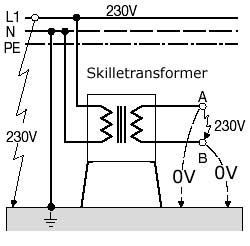 L1 230V
N
PE
Skilletransformer
A
230V 230V
B
0V 0V